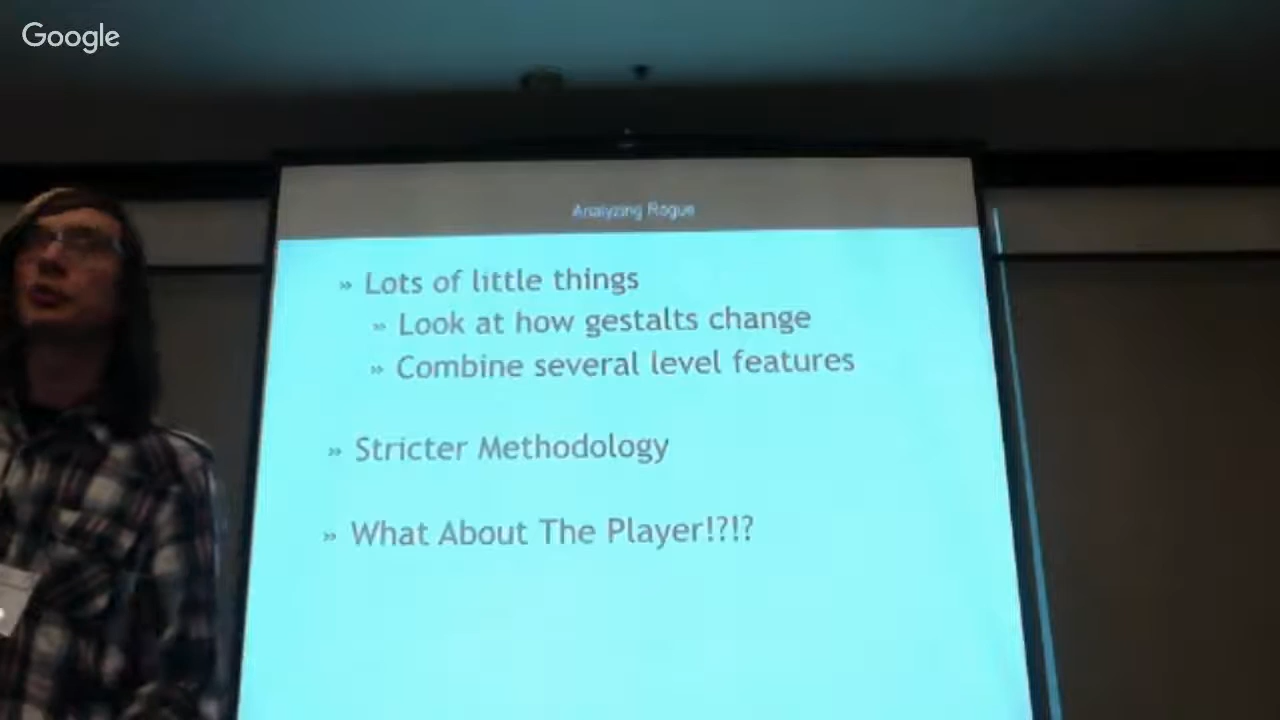 Google
Analyzing Rogue
» Lots of little things
» Look at how gestalts change
» Combine several level features
» Stricter Methodology
» What About The Player!?!?